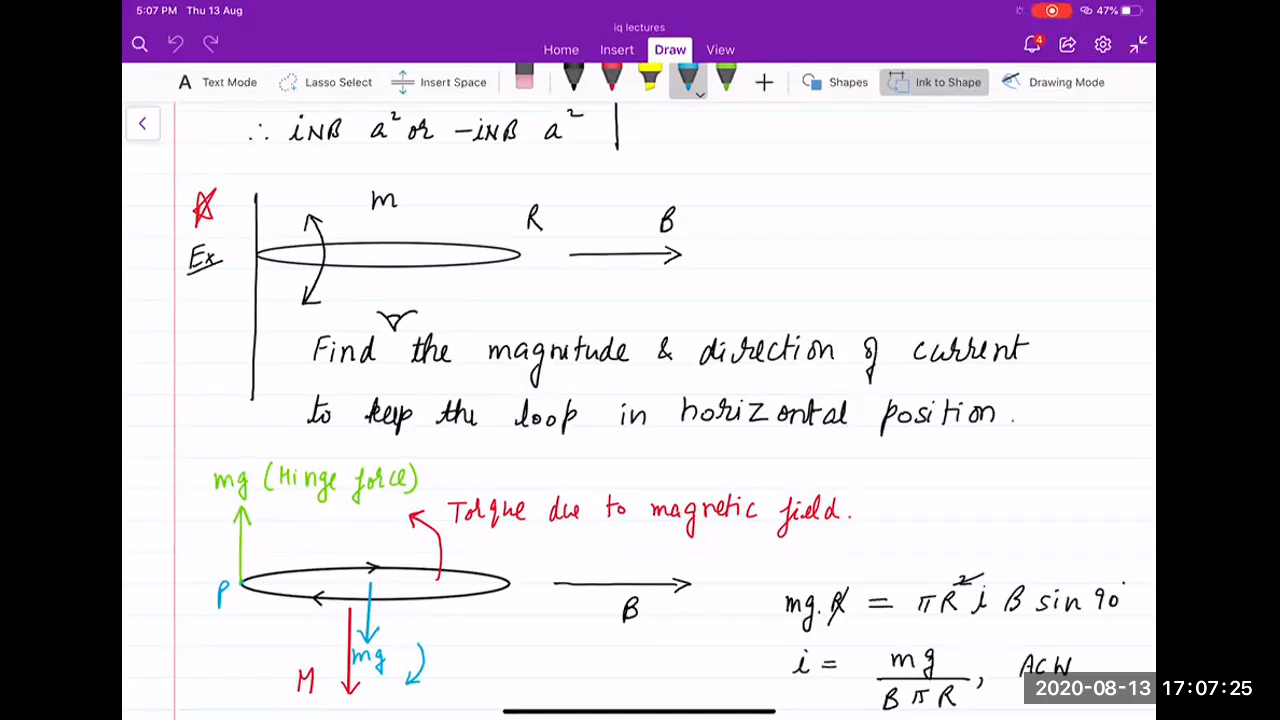 5:07 PM Thu 13 Aug 47%
iq lectures
Home Insert Draw View
4
A Text Mode Lasso Select Insert Space Shapes Ink to Shape Drawing Mode
∴ iNB a² or -iNB a²
m
R B
Ex
Find the magnitude & direction of current
to keep the loop in horizontal position.
mg (Hinge force)
Torque due to magnetic field.
P
B
mg. R = πR² i B sin 90°
mg
M
i = mg / B π R , ACW
2020-08-13 17:07:25